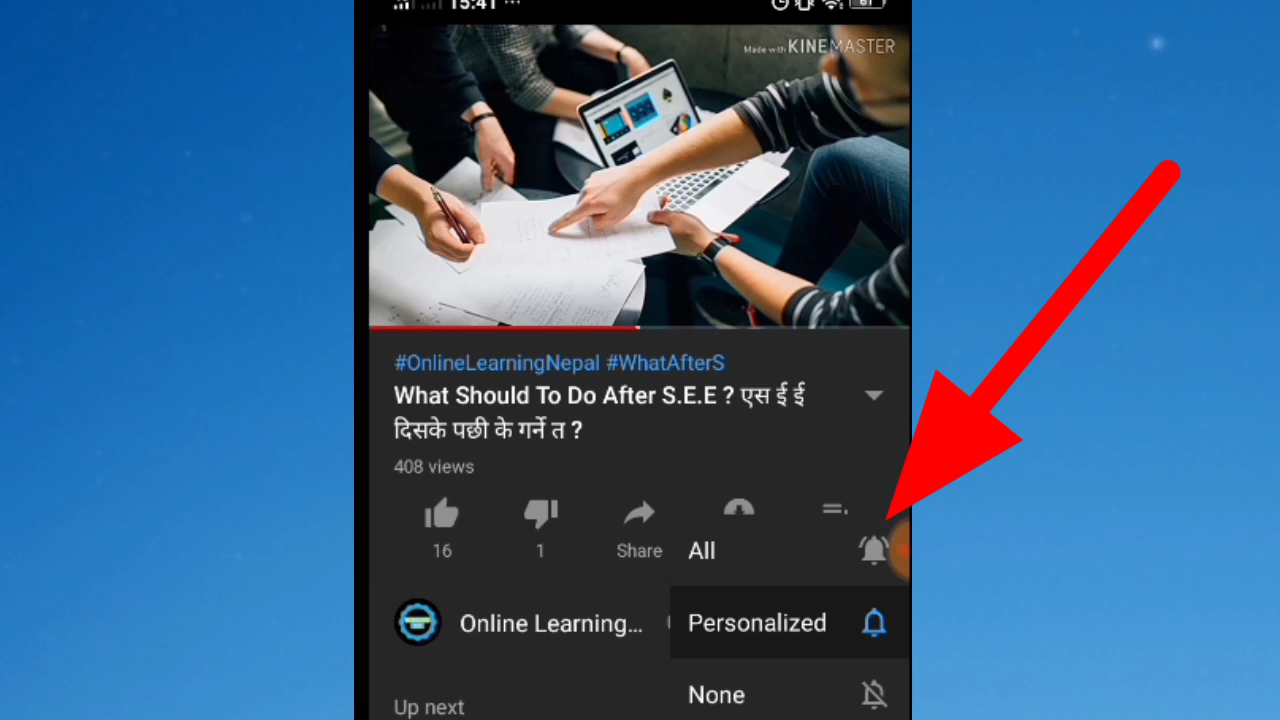 15:41
Made with KINEMASTER
#OnlineLearningNepal #WhatAfterS
What Should To Do After S.E.E ? एस ई ई
दिसके पछी के गर्ने त ?
408 views
16
1
Share
All
Online Learning...
Personalized
None
Up next